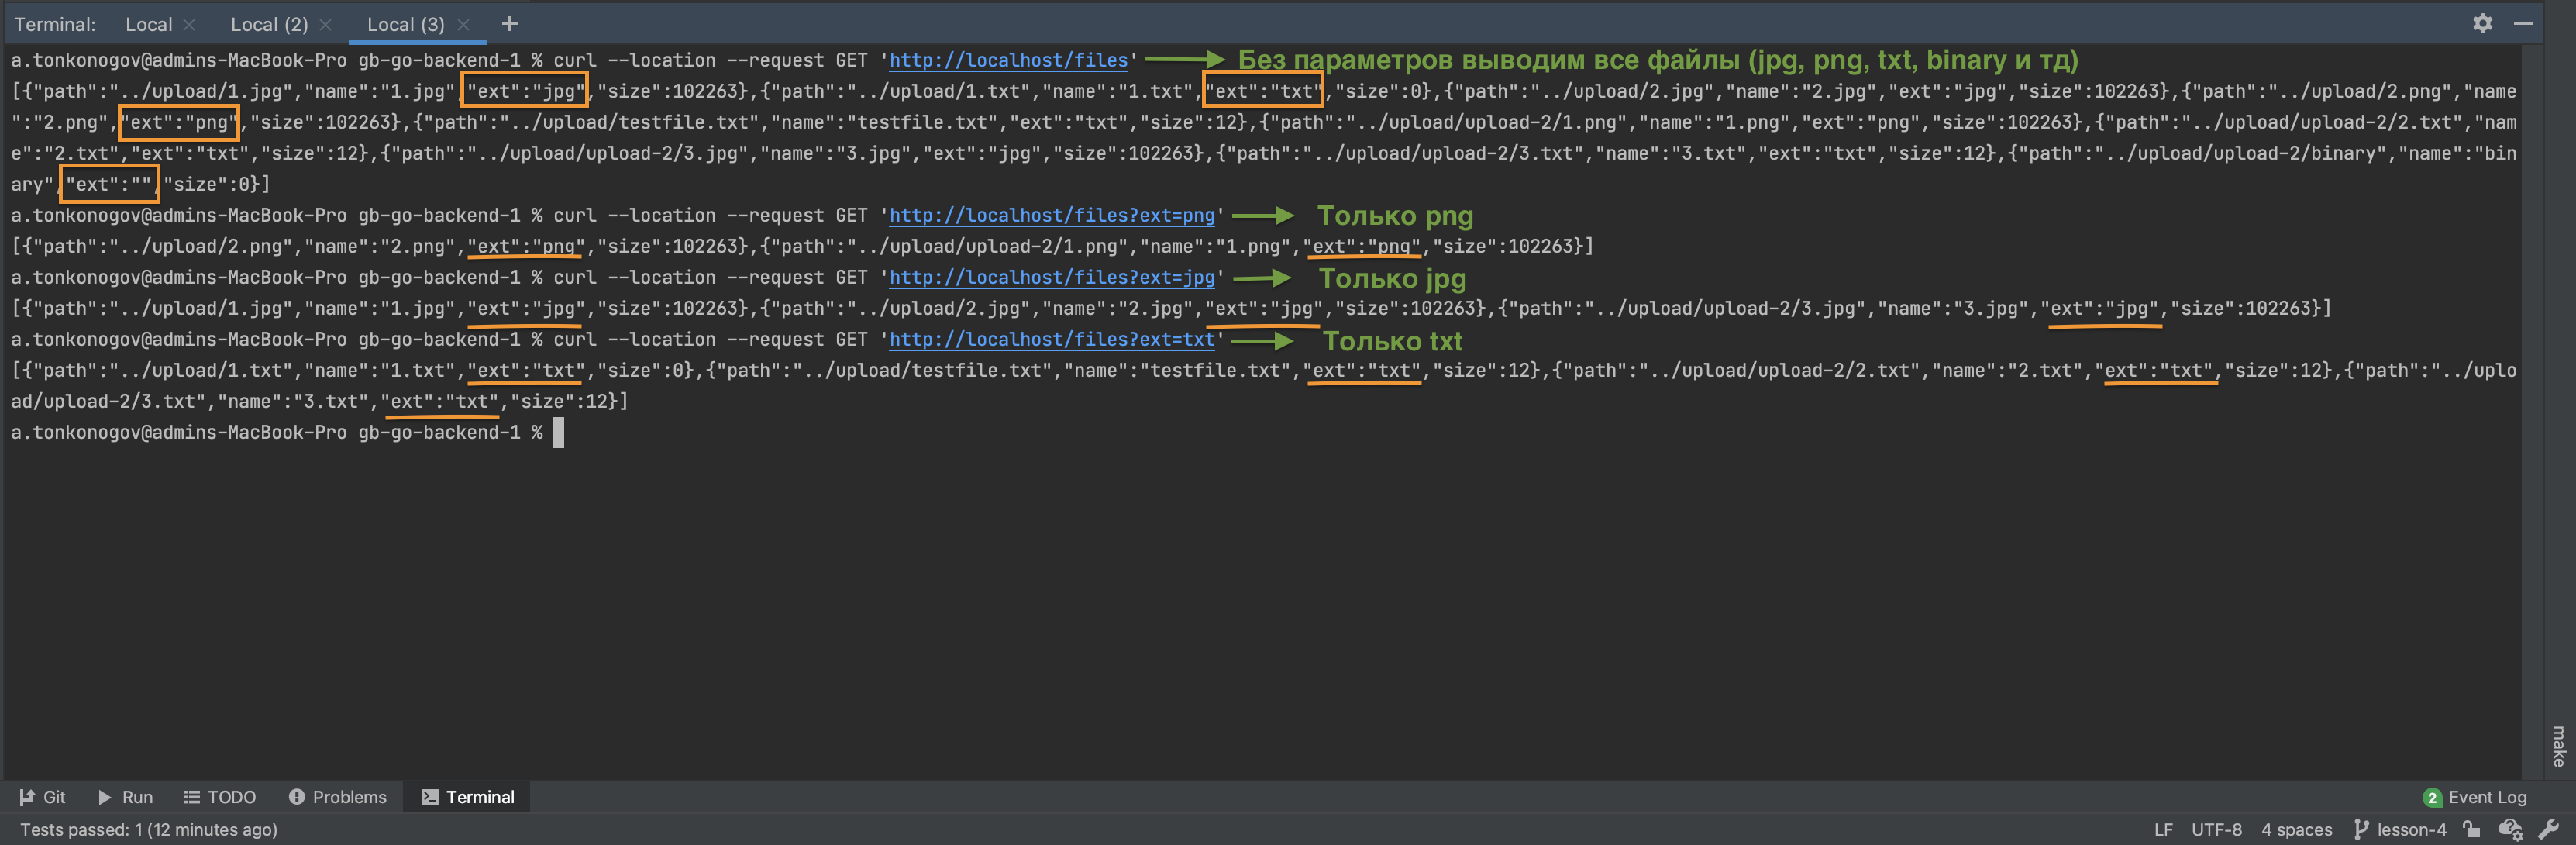 Terminal: Local Local (2) Local (3) +
a.tonkonogov@admins-MacBook-Pro gb-go-backend-1 % curl --location --request GET 'http://localhost/files' Без параметров выводим все файлы (jpg, png, txt, binary и тд)
[{"path":"../upload/1.jpg","name":"1.jpg","ext":"jpg","size":102263},{"path":"../upload/1.txt","name":"1.txt","ext":"txt","size":0},{"path":"../upload/2.jpg","name":"2.jpg","ext":"jpg","size":102263},{"path":"../upload/2.png","name
":"2.png","ext":"png","size":102263},{"path":"../upload/testfile.txt","name":"testfile.txt","ext":"txt","size":12},{"path":"../upload/upload-2/1.png","name":"1.png","ext":"png","size":102263},{"path":"../upload/upload-2/2.txt","nam
e":"2.txt","ext":"txt","size":12},{"path":"../upload/upload-2/3.jpg","name":"3.jpg","ext":"jpg","size":102263},{"path":"../upload/upload-2/3.txt","name":"3.txt","ext":"txt","size":12},{"path":"../upload/upload-2/binary","name":"bin
ary","ext":"","size":0}]
a.tonkonogov@admins-MacBook-Pro gb-go-backend-1 % curl --location --request GET 'http://localhost/files?ext=png' Только png
[{"path":"../upload/2.png","name":"2.png","ext":"png","size":102263},{"path":"../upload/upload-2/1.png","name":"1.png","ext":"png","size":102263}]
a.tonkonogov@admins-MacBook-Pro gb-go-backend-1 % curl --location --request GET 'http://localhost/files?ext=jpg' Только jpg
[{"path":"../upload/1.jpg","name":"1.jpg","ext":"jpg","size":102263},{"path":"../upload/2.jpg","name":"2.jpg","ext":"jpg","size":102263},{"path":"../upload/upload-2/3.jpg","name":"3.jpg","ext":"jpg","size":102263}]
a.tonkonogov@admins-MacBook-Pro gb-go-backend-1 % curl --location --request GET 'http://localhost/files?ext=txt' Только txt
[{"path":"../upload/1.txt","name":"1.txt","ext":"txt","size":0},{"path":"../upload/testfile.txt","name":"testfile.txt","ext":"txt","size":12},{"path":"../upload/upload-2/2.txt","name":"2.txt","ext":"txt","size":12},{"path":"../uplo
ad/upload-2/3.txt","name":"3.txt","ext":"txt","size":12}]
a.tonkonogov@admins-MacBook-Pro gb-go-backend-1 %
make
Git Run TODO Problems Terminal 2 Event Log
Tests passed: 1 (12 minutes ago) LF UTF-8 4 spaces lesson-4